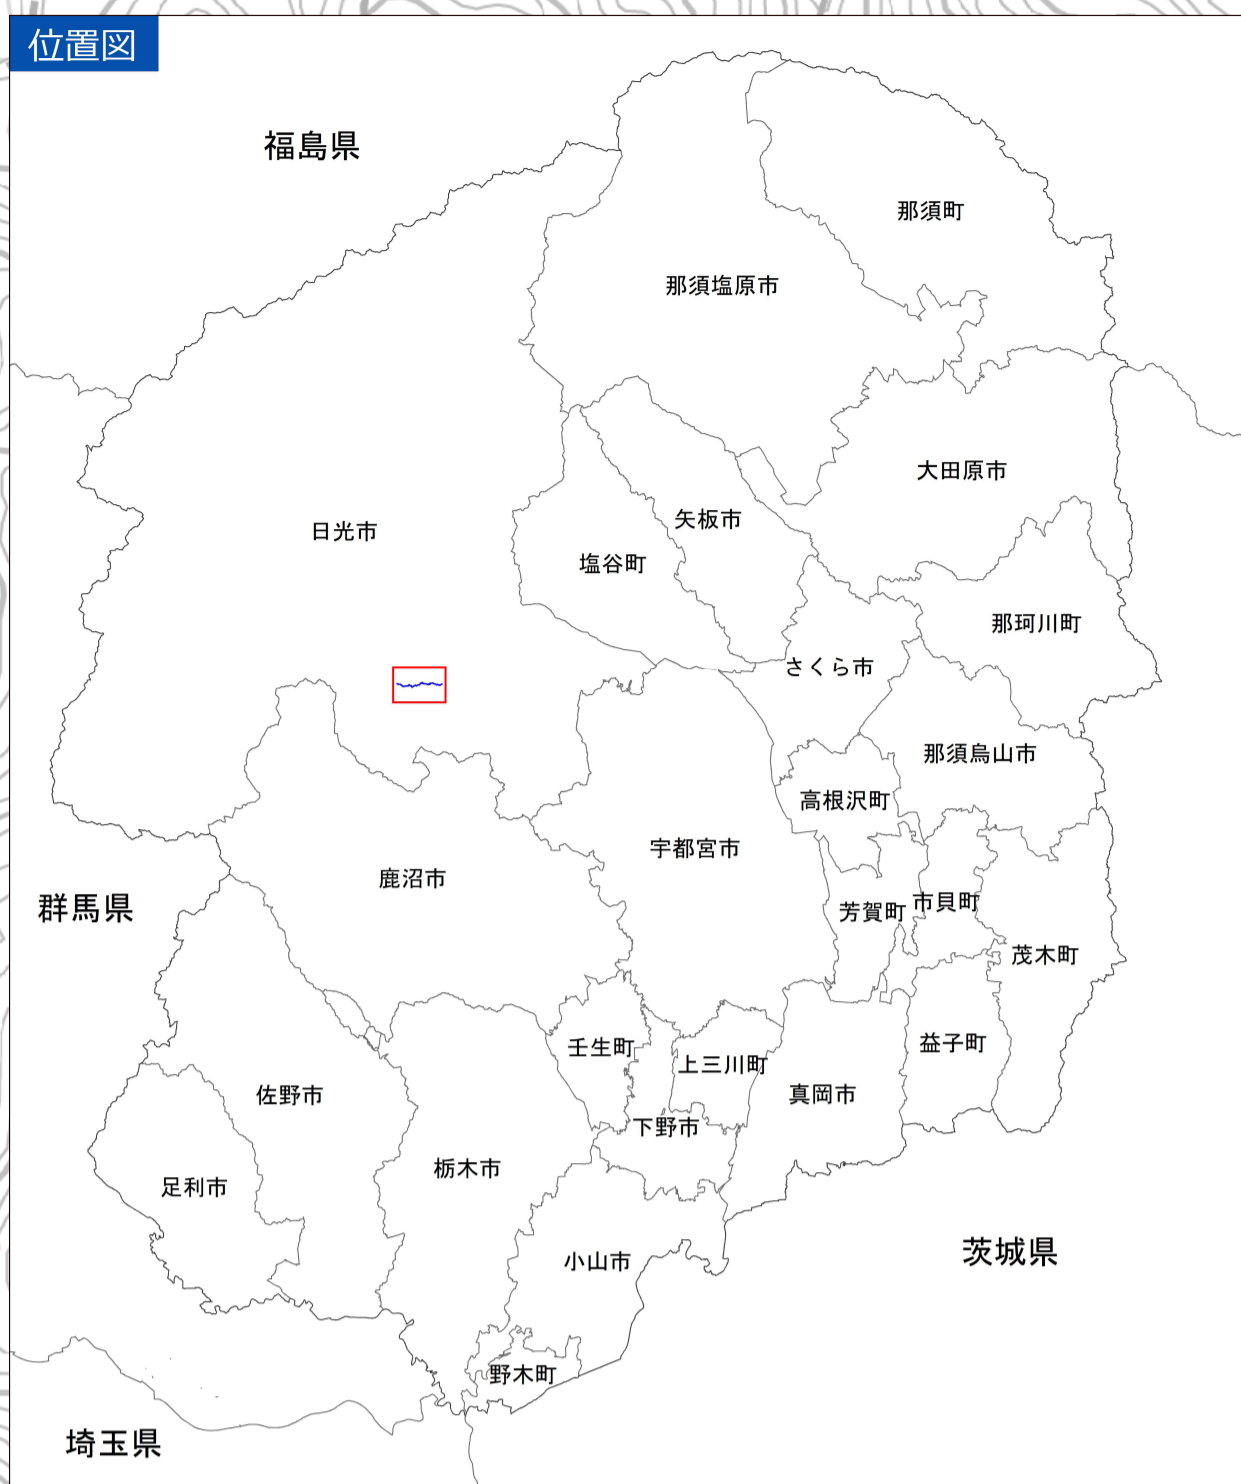 位置図
福島県
那須町
那須塩原市
大田原市
矢板市
日光市
塩谷町
那珂川町
さくら市
那須烏山市
高根沢町
宇都宮市
鹿沼市
市貝町
群馬県
芳賀町
茂木町
益子町
壬生町
上三川町
真岡市
佐野市
下野市
栃木市
足利市
茨城県
小山市
野木町
埼玉県